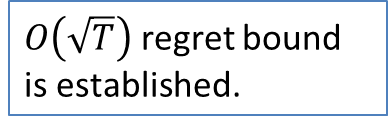 O(√T) regret bound
is established.